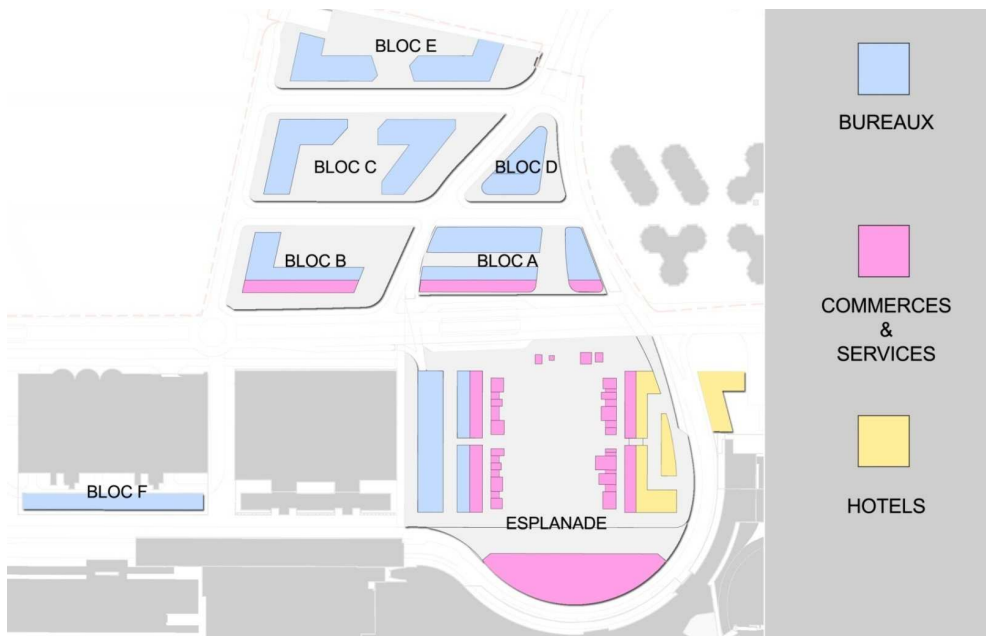 BLOC E
BLOC C
BLOC D
BLOC B
BLOC A
BLOC F
ESPLANADE
BUREAUX
COMMERCES
&
SERVICES
HOTELS